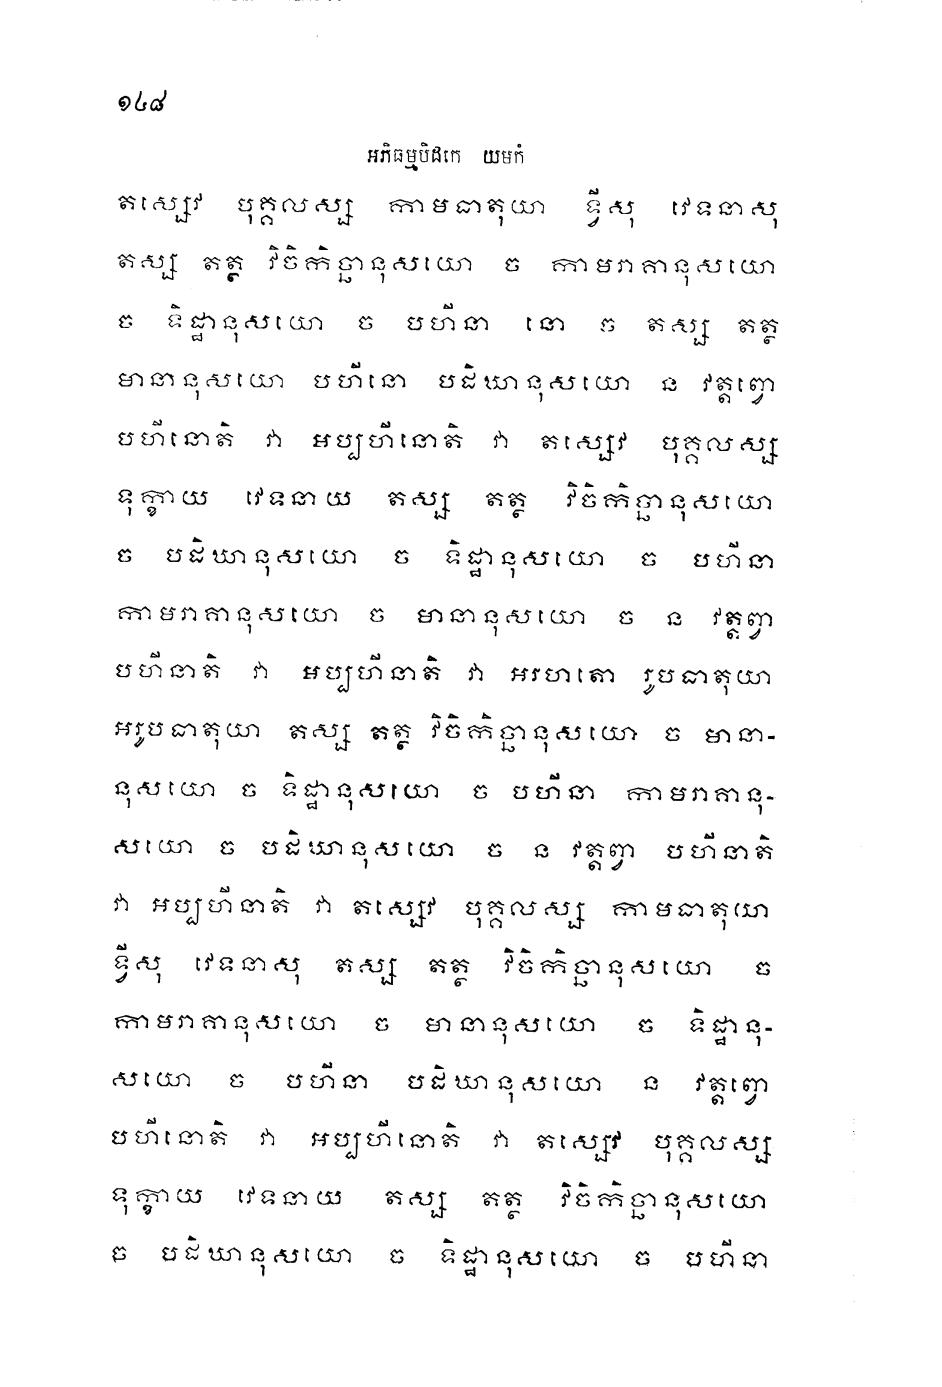 ១៤៨
អភិធម្មបិដកេ យមកំ
តស្សេវ បុគ្គលស្ស កាមធាតុយា ទ្វីសុ វេទនាសុ
តស្ស តត្ថ វិចិកិច្ឆានុសយោ ច កាមរាគានុសយោ
ច ទិដ្ឋានុសយោ ច បហីនា នោ ច តស្ស តត្ថ
មានានុសយោ បហីនោ បដិឃានុសយោ ន វត្តព្វោ
បហីនោតិ វា អប្បហីនោតិ វា តស្សេវ បុគ្គលស្ស
ទុក្ខាយ វេទនាយ តស្ស តត្ថ វិចិកិច្ឆានុសយោ
ច បដិឃានុសយោ ច ទិដ្ឋានុសយោ ច បហីនា
កាមរាគានុសយោ ច មានានុសយោ ច ន វត្តព្វា
បហីនាតិ វា អប្បហីនាតិ វា អរហតោ រូបធាតុយា
អរូបធាតុយា តស្ស តត្ថ វិចិកិច្ឆានុសយោ ច មានា-
នុសយោ ច ទិដ្ឋានុសយោ ច បហីនា កាមរាគានុ-
សយោ ច បដិឃានុសយោ ច ន វត្តព្វា បហីនាតិ
វា អប្បហីនាតិ វា តស្សេវ បុគ្គលស្ស កាមធាតុយា
ទ្វីសុ វេទនាសុ តស្ស តត្ថ វិចិកិច្ឆានុសយោ ច
កាមរាគានុសយោ ច មានានុសយោ ច ទិដ្ឋានុ-
សយោ ច បហីនា បដិឃានុសយោ ន វត្តព្វោ
បហីនោតិ វា អប្បហីនោតិ វា តស្សេវ បុគ្គលស្ស
ទុក្ខាយ វេទនាយ តស្ស តត្ថ វិចិកិច្ឆានុសយោ
ច បដិឃានុសយោ ច ទិដ្ឋានុសយោ ច បហីនា